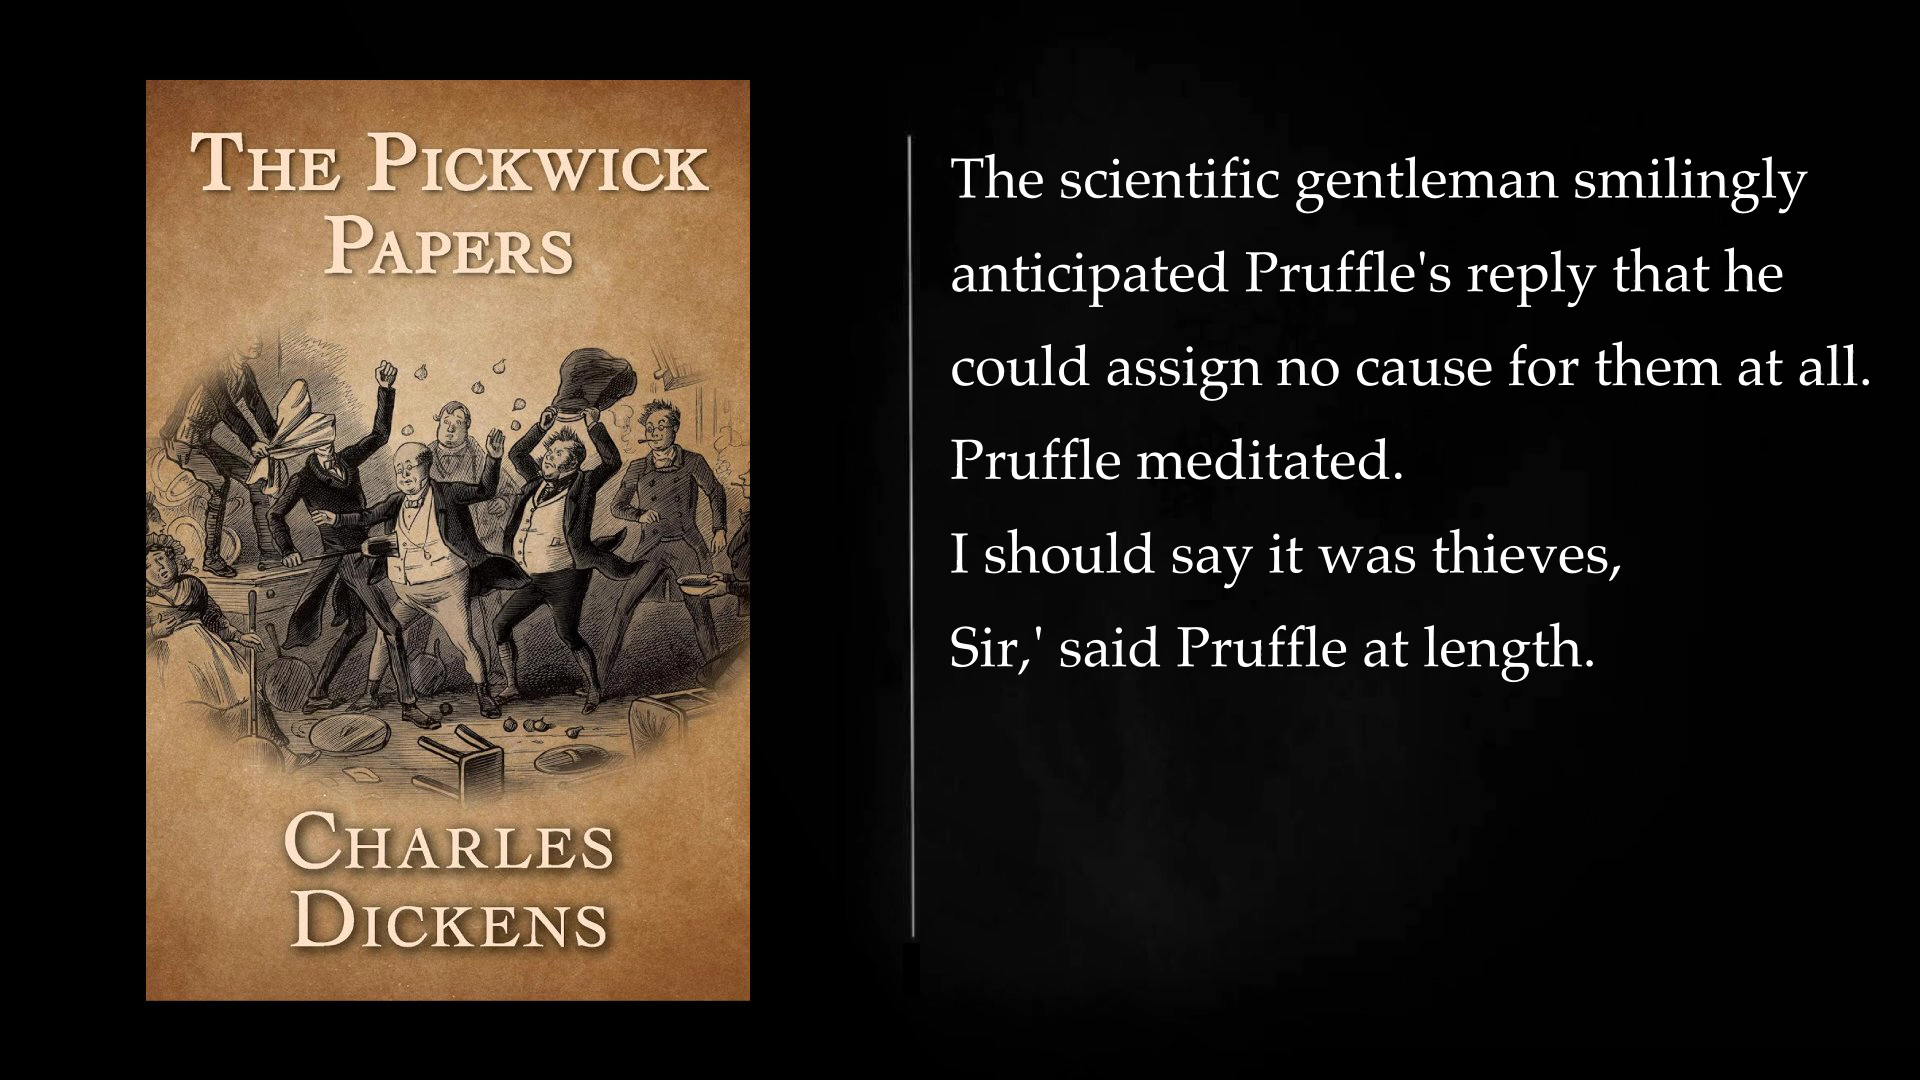 THE PICKWICK
PAPERS
CHARLES
DICKENS
The scientific gentleman smilingly
anticipated Pruffle's reply that he
could assign no cause for them at all.
Pruffle meditated.
I should say it was thieves,
Sir,' said Pruffle at length.